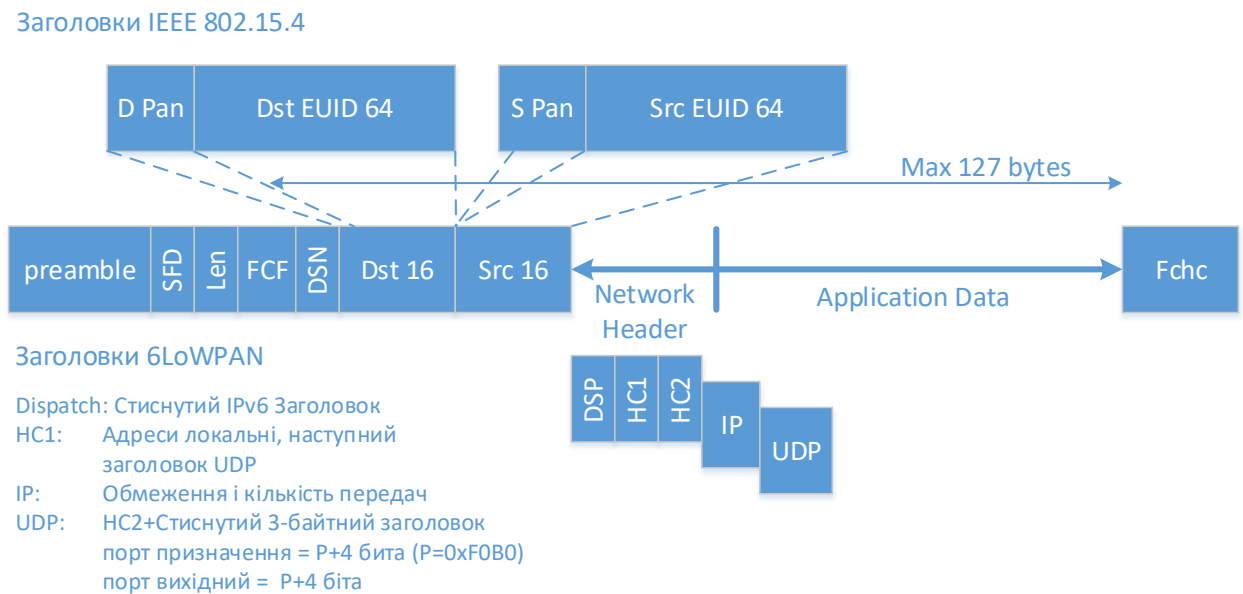 Заголовки IEEE 802.15.4
D Pan
Dst EUID 64
S Pan
Src EUID 64
Max 127 bytes
preamble
SFD
Len
FCF
DSN
Dst 16
Src 16
Network
Header
Application Data
Fchc
Заголовки 6LoWPAN
DSP
HC1
HC2
IP
UDP
Dispatch: Стиснутий IPv6 Заголовок
HC1: Адреси локальні, наступний
заголовок UDP
IP: Обмеження і кількість передач
UDP: HC2+Стиснутий 3-байтний заголовок
порт призначення = P+4 бита (P=0xF0B0)
порт вихідний = P+4 біта